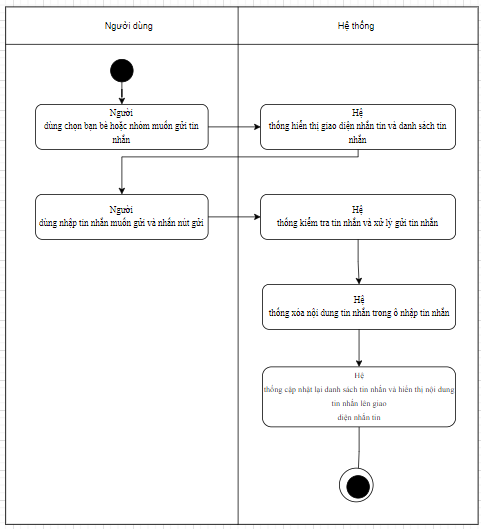 Người dùng
Hệ thống
Người
dùng chọn bạn bè hoặc nhóm muốn gửi tin
nhắn
Hệ
thống hiển thị giao diện nhắn tin và danh sách tin
nhắn
Người
dùng nhập tin nhắn muốn gửi và nhấn nút gửi
Hệ
thống kiểm tra tin nhắn và xử lý gửi tin nhắn
Hệ
thống xóa nội dung tin nhắn trong ô nhập tin nhắn
Hệ
thống cập nhật lại danh sách tin nhắn và hiển thị nội dung
tin nhắn lên giao
diện nhắn tin